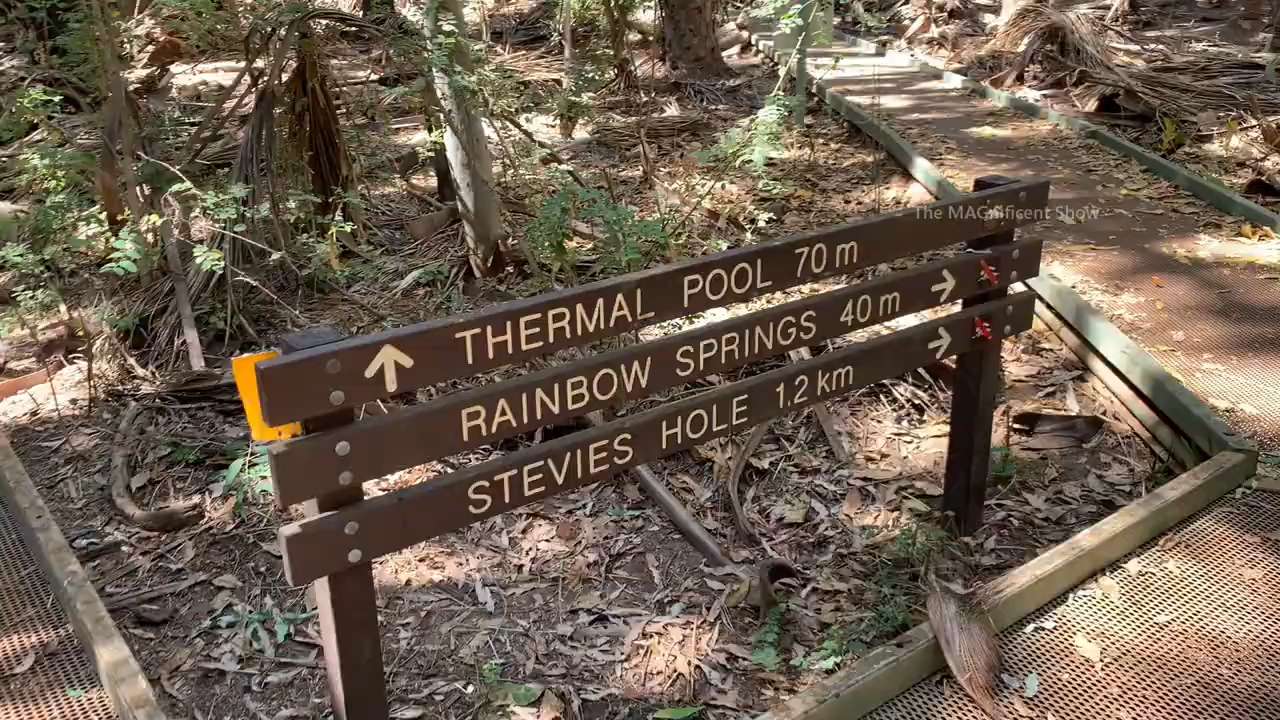 The MAGnificent Show
THERMAL POOL 70 m
RAINBOW SPRINGS 40 m
STEVIES HOLE 1.2 km